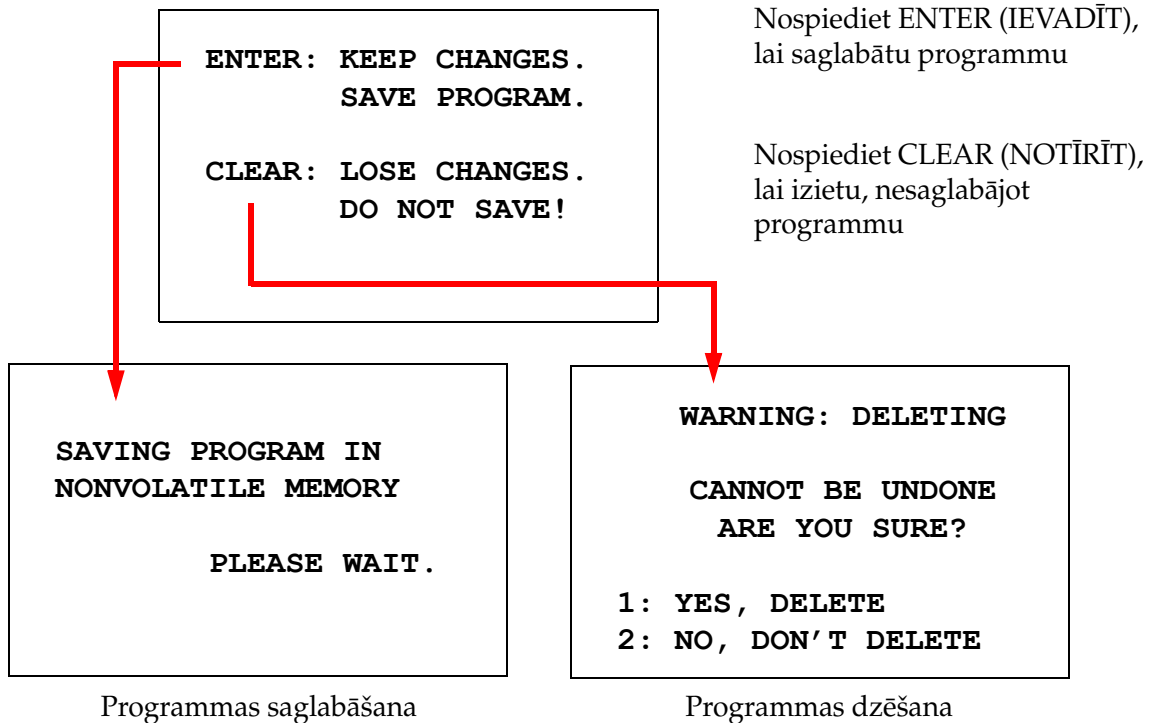 Nospiediet ENTER (IEVADĪT),
lai saglabātu programmu
ENTER: KEEP CHANGES.
SAVE PROGRAM.
Nospiediet CLEAR (NOTĪRĪT),
lai izietu, nesaglabājot
programmu
CLEAR: LOSE CHANGES.
DO NOT SAVE!
SAVING PROGRAM IN
NONVOLATILE MEMORY
PLEASE WAIT.
Programmas saglabāšana
WARNING: DELETING
CANNOT BE UNDONE
ARE YOU SURE?
1: YES, DELETE
2: NO, DON’T DELETE
Programmas dzēšana